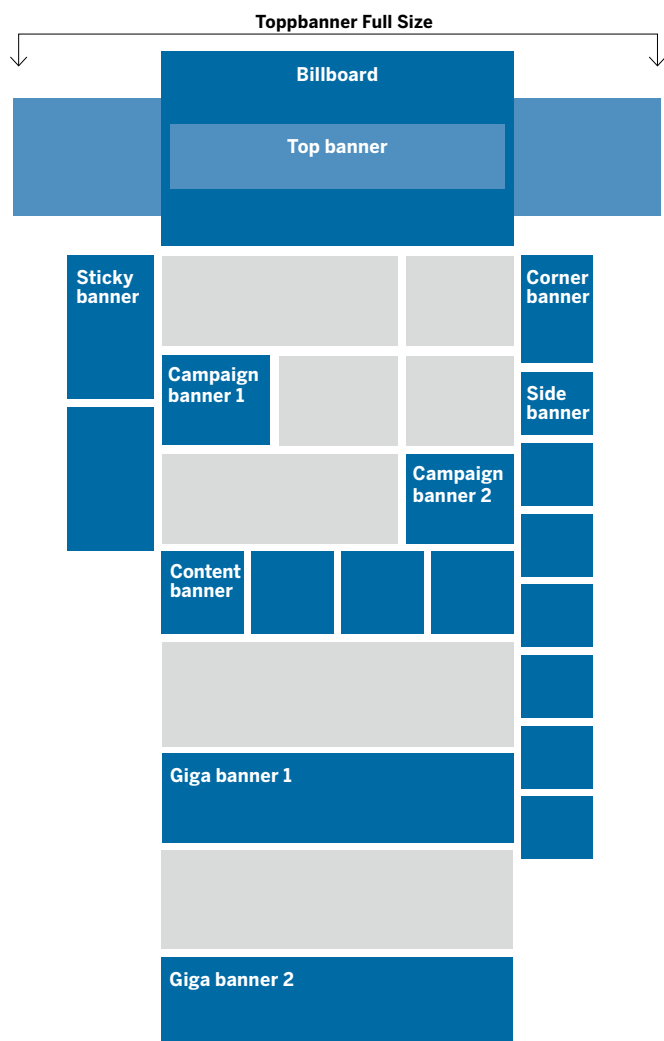 Toppbanner Full Size
Billboard
Top banner
Sticky
banner
Corner
banner
Campaign
banner 1
Side
banner
Campaign
banner 2
Content
banner
Giga banner 1
Giga banner 2